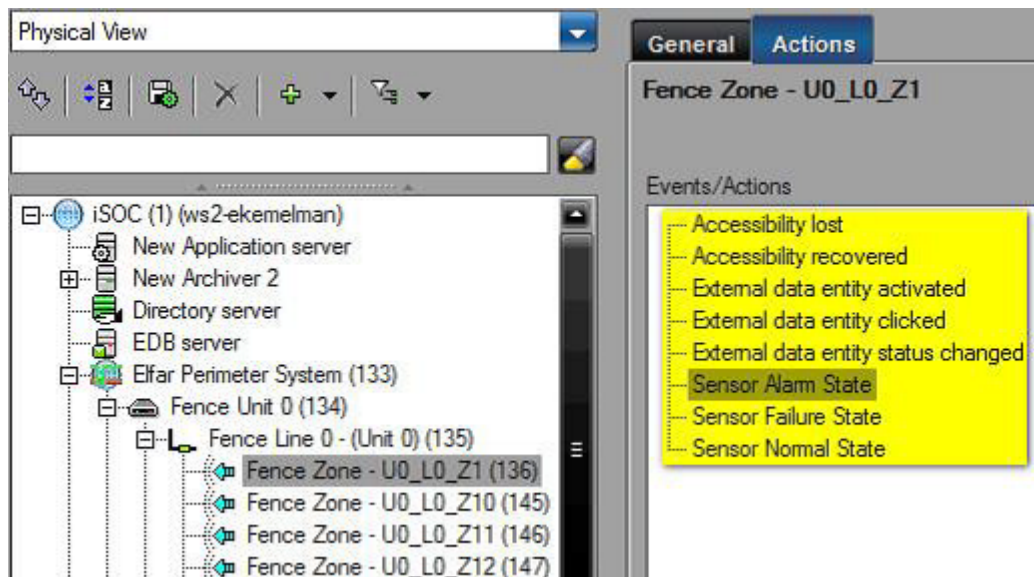 Physical View
iSOC (1) (ws2-ekemelman)
New Application server
New Archiver 2
Directory server
EDB server
Elfar Perimeter System (133)
Fence Unit 0 (134)
Fence Line 0 - (Unit 0) (135)
Fence Zone - U0_L0_Z1 (136)
Fence Zone - U0_L0_Z10 (145)
Fence Zone - U0_L0_Z11 (146)
Fence Zone - U0_L0_Z12 (147)
General Actions
Fence Zone - U0_L0_Z1
Events/Actions
Accessibility lost
Accessibility recovered
External data entity activated
External data entity clicked
External data entity status changed
Sensor Alarm State
Sensor Failure State
Sensor Normal State